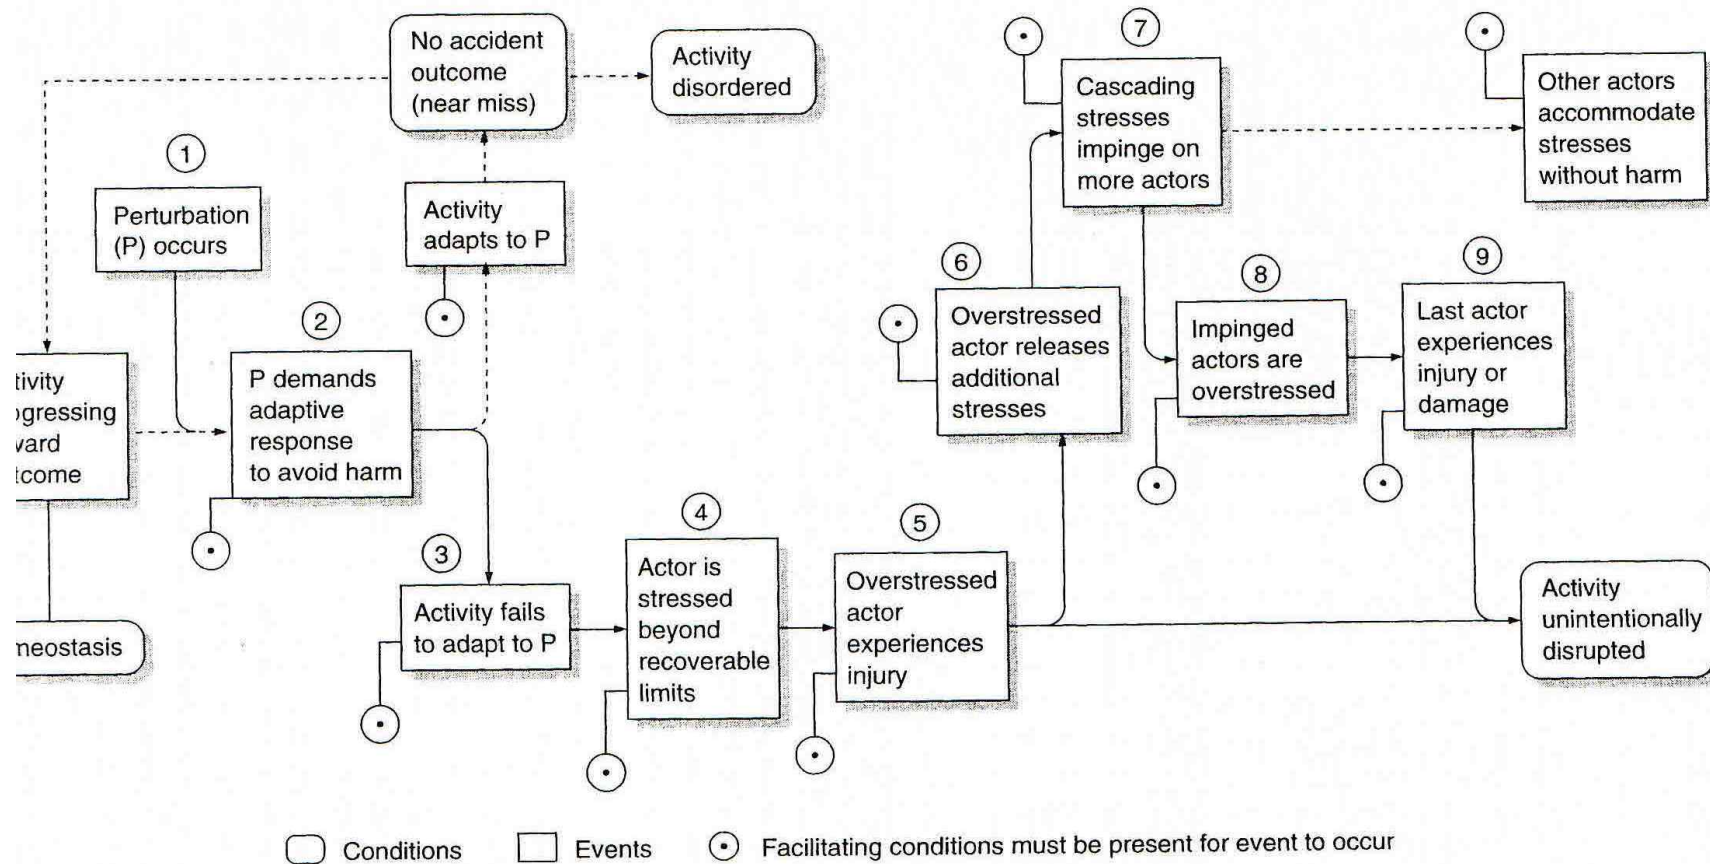 No accident
outcome
(near miss)
Activity
disordered
1
Perturbation
(P) occurs
Activity
adapts to P
2
P demands
adaptive
response
to avoid harm
tivity
ogressing
ward
tcome
meostasis
3
Activity fails
to adapt to P
4
Actor is
stressed
beyond
recoverable
limits
5
Overstressed
actor
experiences
injury
6
Overstressed
actor releases
additional
stresses
7
Cascading
stresses
impinge on
more actors
Other actors
accommodate
stresses
without harm
8
Impinged
actors are
overstressed
9
Last actor
experiences
injury or
damage
Activity
unintentionally
disrupted
Conditions
Events
Facilitating conditions must be present for event to occur